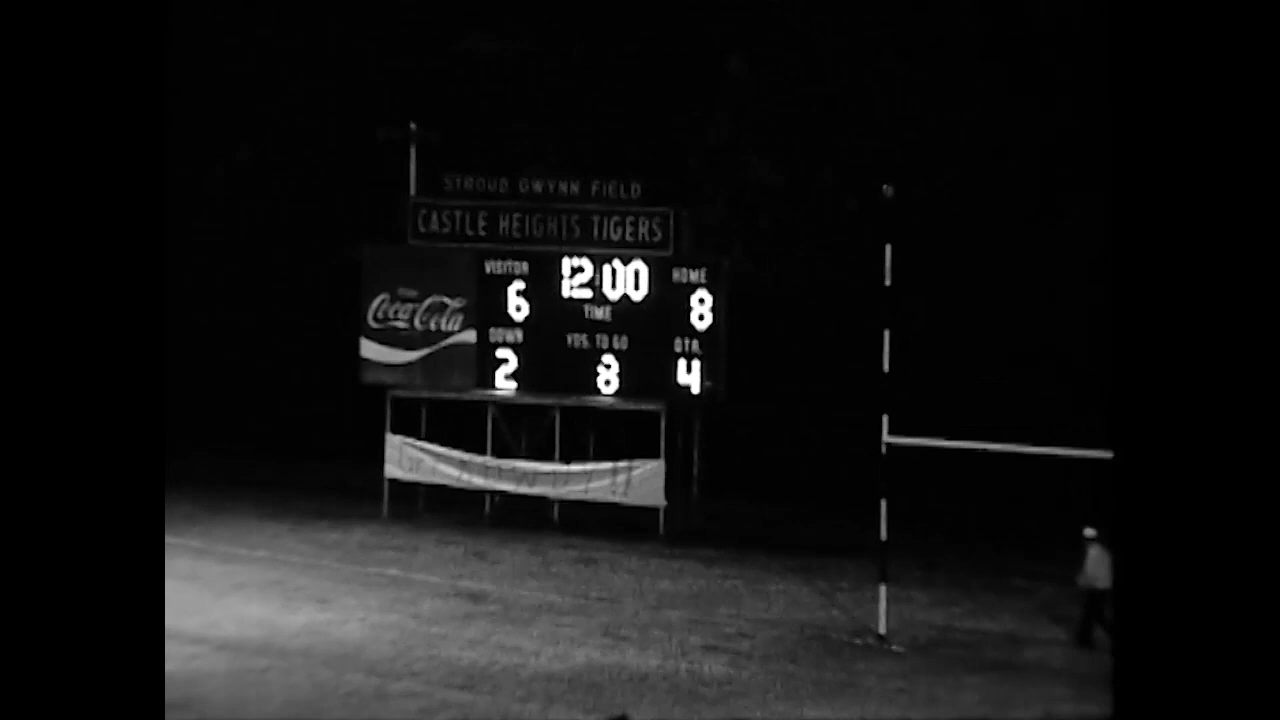 STROUD GWYNN FIELD
CASTLE HEIGHTS TIGERS
VISITOR 12:00 HOME
6 TIME 8
Coca-Cola
DOWN YDS. TO GO QTR.
2 8 4